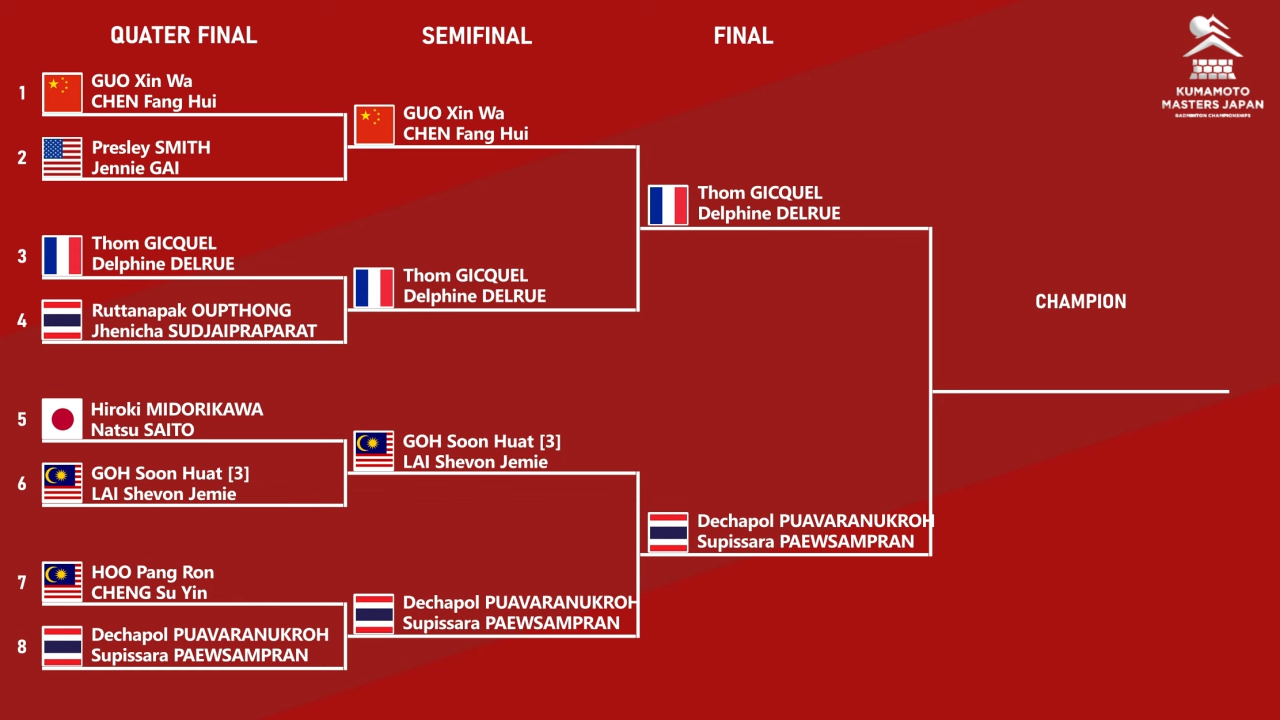 QUATER FINAL
SEMIFINAL
FINAL
KUMAMOTO
MASTERS JAPAN
BADMINTON CHAMPIONSHIPS
1
GUO Xin Wa
CHEN Fang Hui
2
Presley SMITH
Jennie GAI
3
Thom GICQUEL
Delphine DELRUE
4
Ruttanapak OUPTHONG
Jhenicha SUDJAIPRAPARAT
5
Hiroki MIDORIKAWA
Natsu SAITO
6
GOH Soon Huat [3]
LAI Shevon Jemie
7
HOO Pang Ron
CHENG Su Yin
8
Dechapol PUAVARANUKROH
Supissara PAEWSAMPRAN
GUO Xin Wa
CHEN Fang Hui
Thom GICQUEL
Delphine DELRUE
GOH Soon Huat [3]
LAI Shevon Jemie
Dechapol PUAVARANUKROH
Supissara PAEWSAMPRAN
Thom GICQUEL
Delphine DELRUE
Dechapol PUAVARANUKROH
Supissara PAEWSAMPRAN
CHAMPION